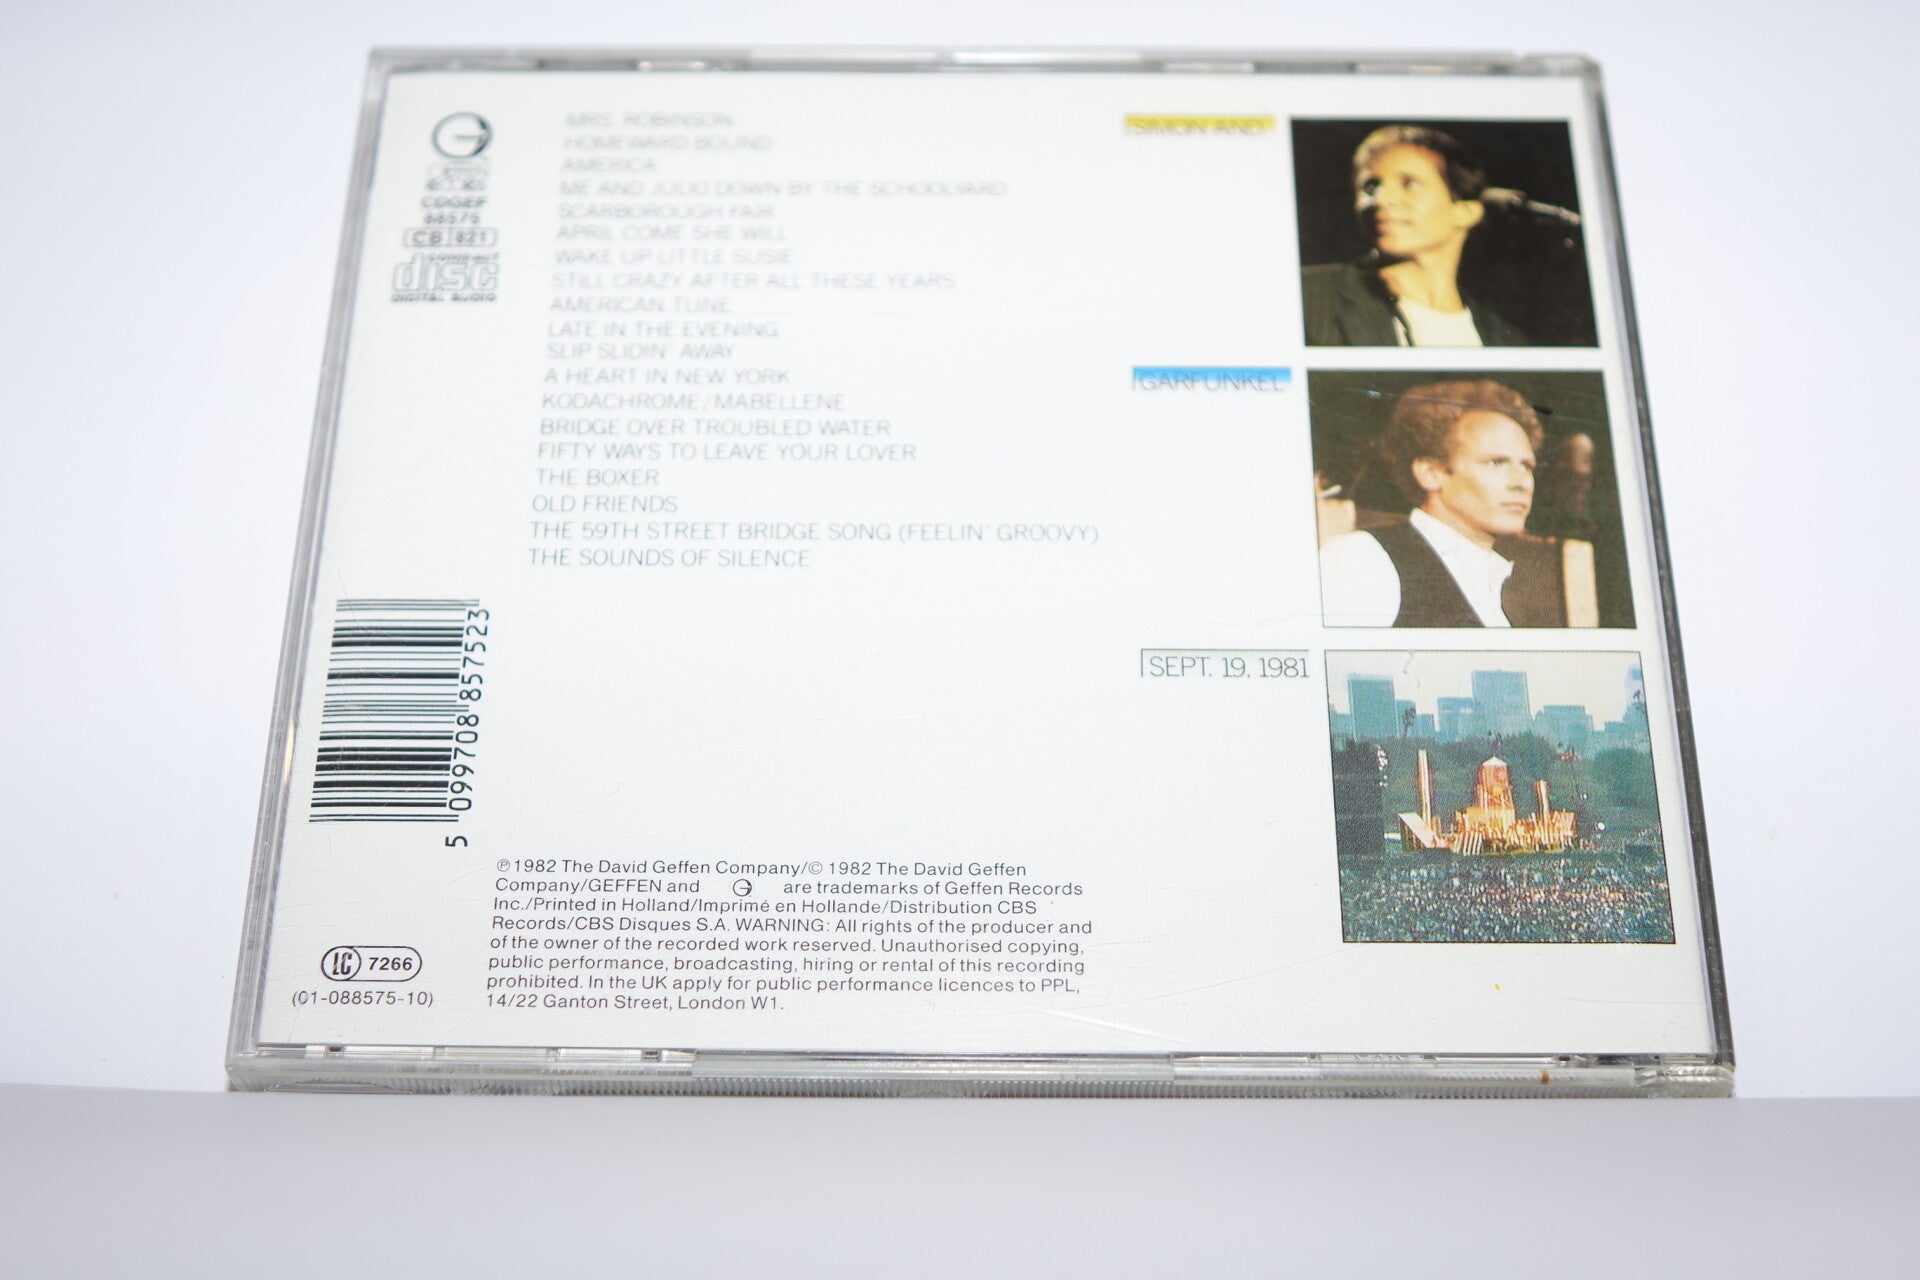 G
GEFFEN
RECORDS
CDGEP
88575
CB 821
COMPACT
disc
DIGITAL AUDIO
MRS. ROBINSON
HOMEWARD BOUND
AMERICA
ME AND JULIO DOWN BY THE SCHOOLYARD
SCARBOROUGH FAIR
APRIL COME SHE WILL
WAKE UP LITTLE SUSIE
STILL CRAZY AFTER ALL THESE YEARS
AMERICAN TUNE
LATE IN THE EVENING
SLIP SLIDIN' AWAY
A HEART IN NEW YORK
KODACHROME/MABELLENE
BRIDGE OVER TROUBLED WATER
FIFTY WAYS TO LEAVE YOUR LOVER
THE BOXER
OLD FRIENDS
THE 59TH STREET BRIDGE SONG (FEELIN' GROOVY)
THE SOUNDS OF SILENCE
SIMON AND
GARFUNKEL
SEPT. 19, 1981
5 099708 857523
℗ 1982 The David Geffen Company/© 1982 The David Geffen
Company/GEFFEN and G are trademarks of Geffen Records
Inc./Printed in Holland/Imprimé en Hollande/Distribution CBS
Records/CBS Disques S.A. WARNING: All rights of the producer and
of the owner of the recorded work reserved. Unauthorised copying,
public performance, broadcasting, hiring or rental of this recording
prohibited. In the UK apply for public performance licences to PPL,
14/22 Ganton Street, London W1.
LC 7266
(01-088575-10)